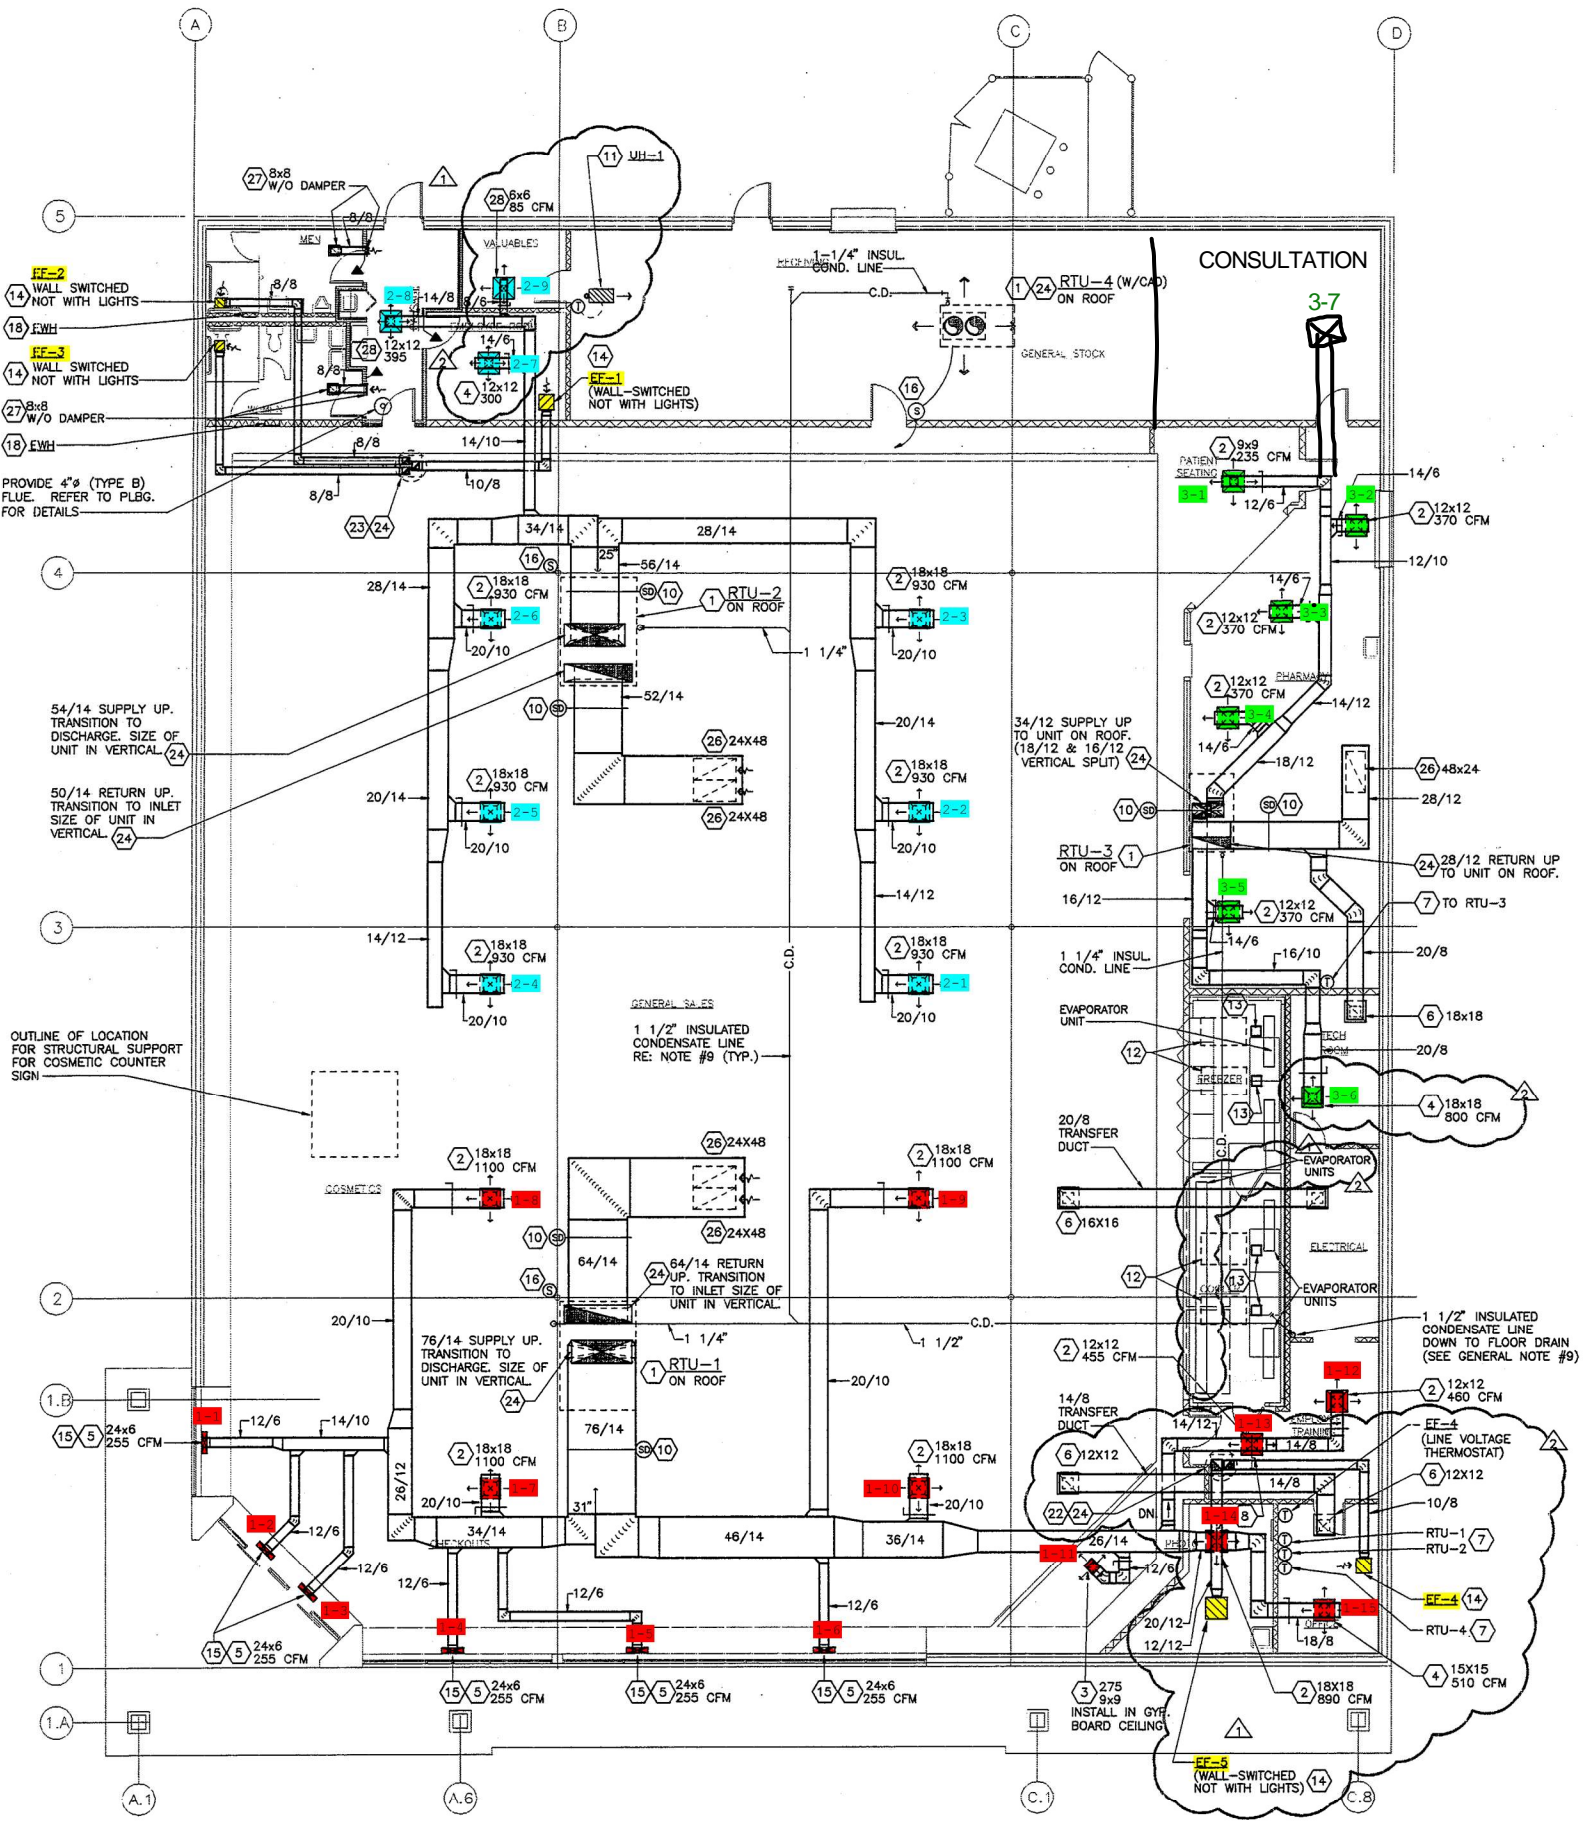 A
B
C
D
11 UH-1
27 8x8
W/O DAMPER
1
28 6x6
85 CFM
5
8/8
MEN
VALUABLES
1-1/4" INSUL.
COND. LINE
RECEIVING
C.D.
1 24 RTU-4 (W/CAD)
ON ROOF
CONSULTATION
3-7
EF-2
14 WALL SWITCHED
NOT WITH LIGHTS
8/8
2-8
14/8
8/6
2-9
T
18 EWH
EF-3
14 WALL SWITCHED
NOT WITH LIGHTS
28 12x12
395
14/6
2
2-7
14
GENERAL STOCK
8/8
4 12x12
300
EF-1
(WALL-SWITCHED
NOT WITH LIGHTS)
16
S
27 8x8
W/O DAMPER
WOMEN
18 EWH
8/8
14/10
8/8
10/8
PROVIDE 4"ø (TYPE B)
FLUE. REFER TO PLBG.
FOR DETAILS
23 24
2 9x9
235 CFM
PATIENT
SEATING
3-1
12/6
3-2
14/6
2 12x12
370 CFM
12/10
34/14
28/14
25"
56/14
4
16 S
28/14
2 18x18
930 CFM
2-6
20/10
SD 10
1 RTU-2
ON ROOF
2 18x18
930 CFM
2-3
20/10
14/6
2 12x12
370 CFM
3-3
1 1/4"
52/14
10 SD
PHARMACY
2 12x12
370 CFM
3-4
14/6
14/12
18/12
54/14 SUPPLY UP.
TRANSITION TO
DISCHARGE. SIZE OF
UNIT IN VERTICAL. 24
20/14
34/12 SUPPLY UP
TO UNIT ON ROOF.
(18/12 & 16/12
VERTICAL SPLIT) 24
26 24X48
26 24X48
26 48x24
28/12
50/14 RETURN UP.
TRANSITION TO INLET
SIZE OF UNIT IN
VERTICAL. 24
20/14
2 18x18
930 CFM
2-5
20/10
2 18x18
930 CFM
2-2
20/10
10 SD
SD 10
RTU-3
ON ROOF 1
24 28/12 RETURN UP
TO UNIT ON ROOF.
14/12
16/12
3-5
2 12x12
370 CFM
14/6
7 TO RTU-3
3
14/12
2 18x18
930 CFM
2-4
20/10
C.D.
2 18x18
930 CFM
2-1
20/10
1 1/4" INSUL.
COND. LINE
16/10
T
20/8
GENERAL SALES
1 1/2" INSULATED
CONDENSATE LINE
RE: NOTE #9 (TYP.)
EVAPORATOR
UNIT
13
12
6 18x18
TECH
ROOM
20/8
FREEZER
13
OUTLINE OF LOCATION
FOR STRUCTURAL SUPPORT
FOR COSMETIC COUNTER
SIGN
3-6
4 18x18
800 CFM
2
20/8
TRANSFER
DUCT
C.D.
1
EVAPORATOR
UNITS
2
COSMETICS
2 18x18
1100 CFM
1-8
26 24X48
26 24X48
2 18x18
1100 CFM
1-9
6 16X16
ELECTRICAL
10 SD
64/14
16 S
24 64/14 RETURN
UP. TRANSITION
TO INLET SIZE OF
UNIT IN VERTICAL.
12
13
EVAPORATOR
UNITS
2
20/10
76/14 SUPPLY UP.
TRANSITION TO
DISCHARGE. SIZE OF
UNIT IN VERTICAL.
24
1 1/4"
1 1/2"
C.D.
1 RTU-1
ON ROOF
1 1/2" INSULATED
CONDENSATE LINE
DOWN TO FLOOR DRAIN
(SEE GENERAL NOTE #9)
20/10
2 12x12
455 CFM
1-12
2 12x12
460 CFM
1.B
1-1
15 5 24x6
255 CFM
12/6
14/10
76/14
SD 10
14/8
TRANSFER
DUCT
14/12
1-13
EMPLOYEE
TRAINING
14/8
EF-4
(LINE VOLTAGE
THERMOSTAT)
2
2 18x18
1100 CFM
1-7
20/10
2 18x18
1100 CFM
1-10
20/10
6 12X12
14/8
6 12X12
26/12
22 24
DN.
1-14
8
10/8
1-2
12/6
34/14
31"
46/14
36/14
26/14
CHECKOUTS
PHOTO
T
T
T
T
RTU-1
RTU-2
7
1-11
12/6
12/6
1-3
12/6
12/6
12/6
EF-4 14
20/12
12/12
1-15
OFFICE
18/8
RTU-4 7
15 5 24x6
255 CFM
1-4
1-5
1-6
1
15 5 24x6
255 CFM
15 5 24x6
255 CFM
15 5 24x6
255 CFM
3 275
9x9
INSTALL IN GYP.
BOARD CEILING
2 18X18
890 CFM
4 15X15
510 CFM
1.A
1
EF-5
(WALL-SWITCHED
NOT WITH LIGHTS) 14
A.1
A.6
C.1
C.8